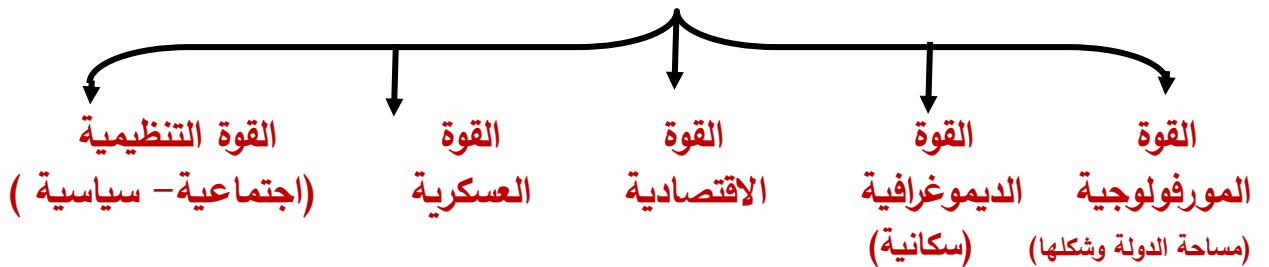 القوة
المورفولوجية
(مساحة الدولة وشكلها)
القوة
الديموغرافية
(سكانية)
القوة
الاقتصادية
القوة
العسكرية
القوة التنظيمية
(اجتماعية- سياسية )